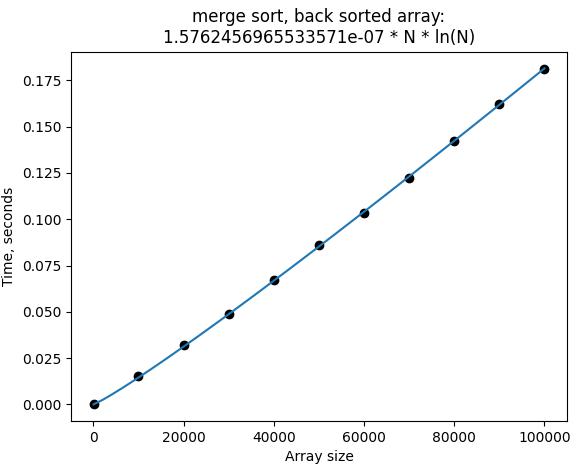 merge sort, back sorted array:
1.5762456965533571e-07 * N * ln(N)
0.175
0.150
0.125
0.100
0.075
0.050
0.025
0.000
Time, seconds
0 20000 40000 60000 80000 100000
Array size